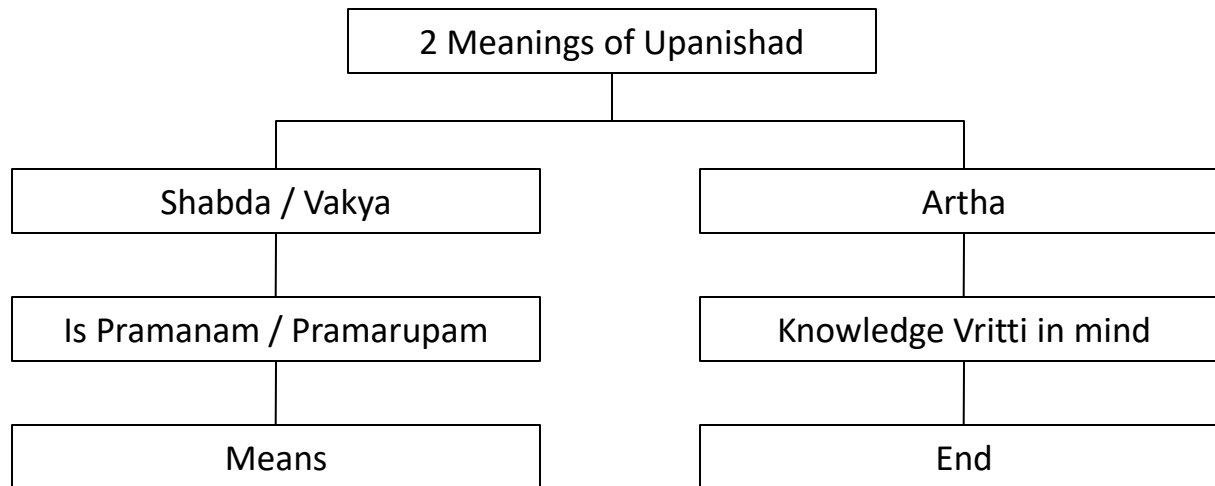 2 Meanings of Upanishad
Shabda / Vakya
Artha
Is Pramanam / Pramarupam
Knowledge Vritti in mind
Means
End